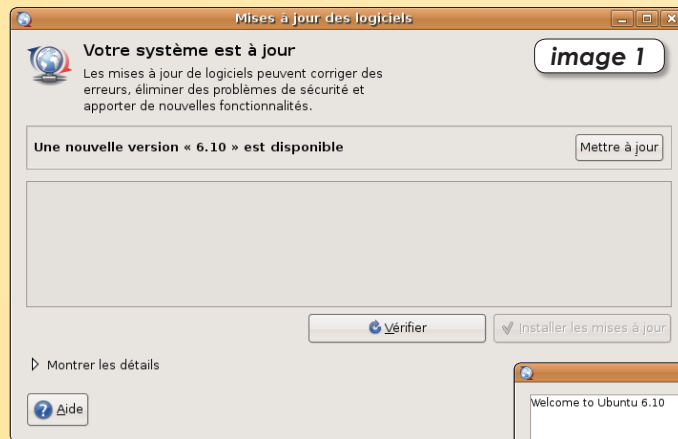 Mises à jour des logiciels
Votre système est à jour
image 1
Les mises à jour de logiciels peuvent corriger des
erreurs, éliminer des problèmes de sécurité et
apporter de nouvelles fonctionnalités.
Une nouvelle version « 6.10 » est disponible
Mettre à jour
Vérifier
Installer les mises à jour
Montrer les détails
Aide
Welcome to Ubuntu 6.10